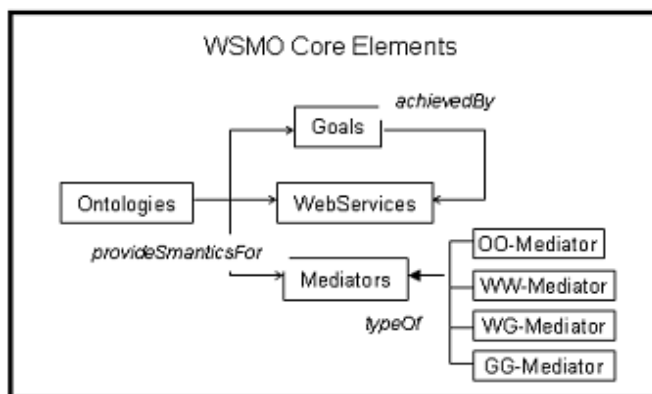 WSMO Core Elements
achievedBy
Goals
Ontologies
WebServices
provideSmanticsFor
OO-Mediator
Mediators
WW-Mediator
typeOf
WG-Mediator
GG-Mediator